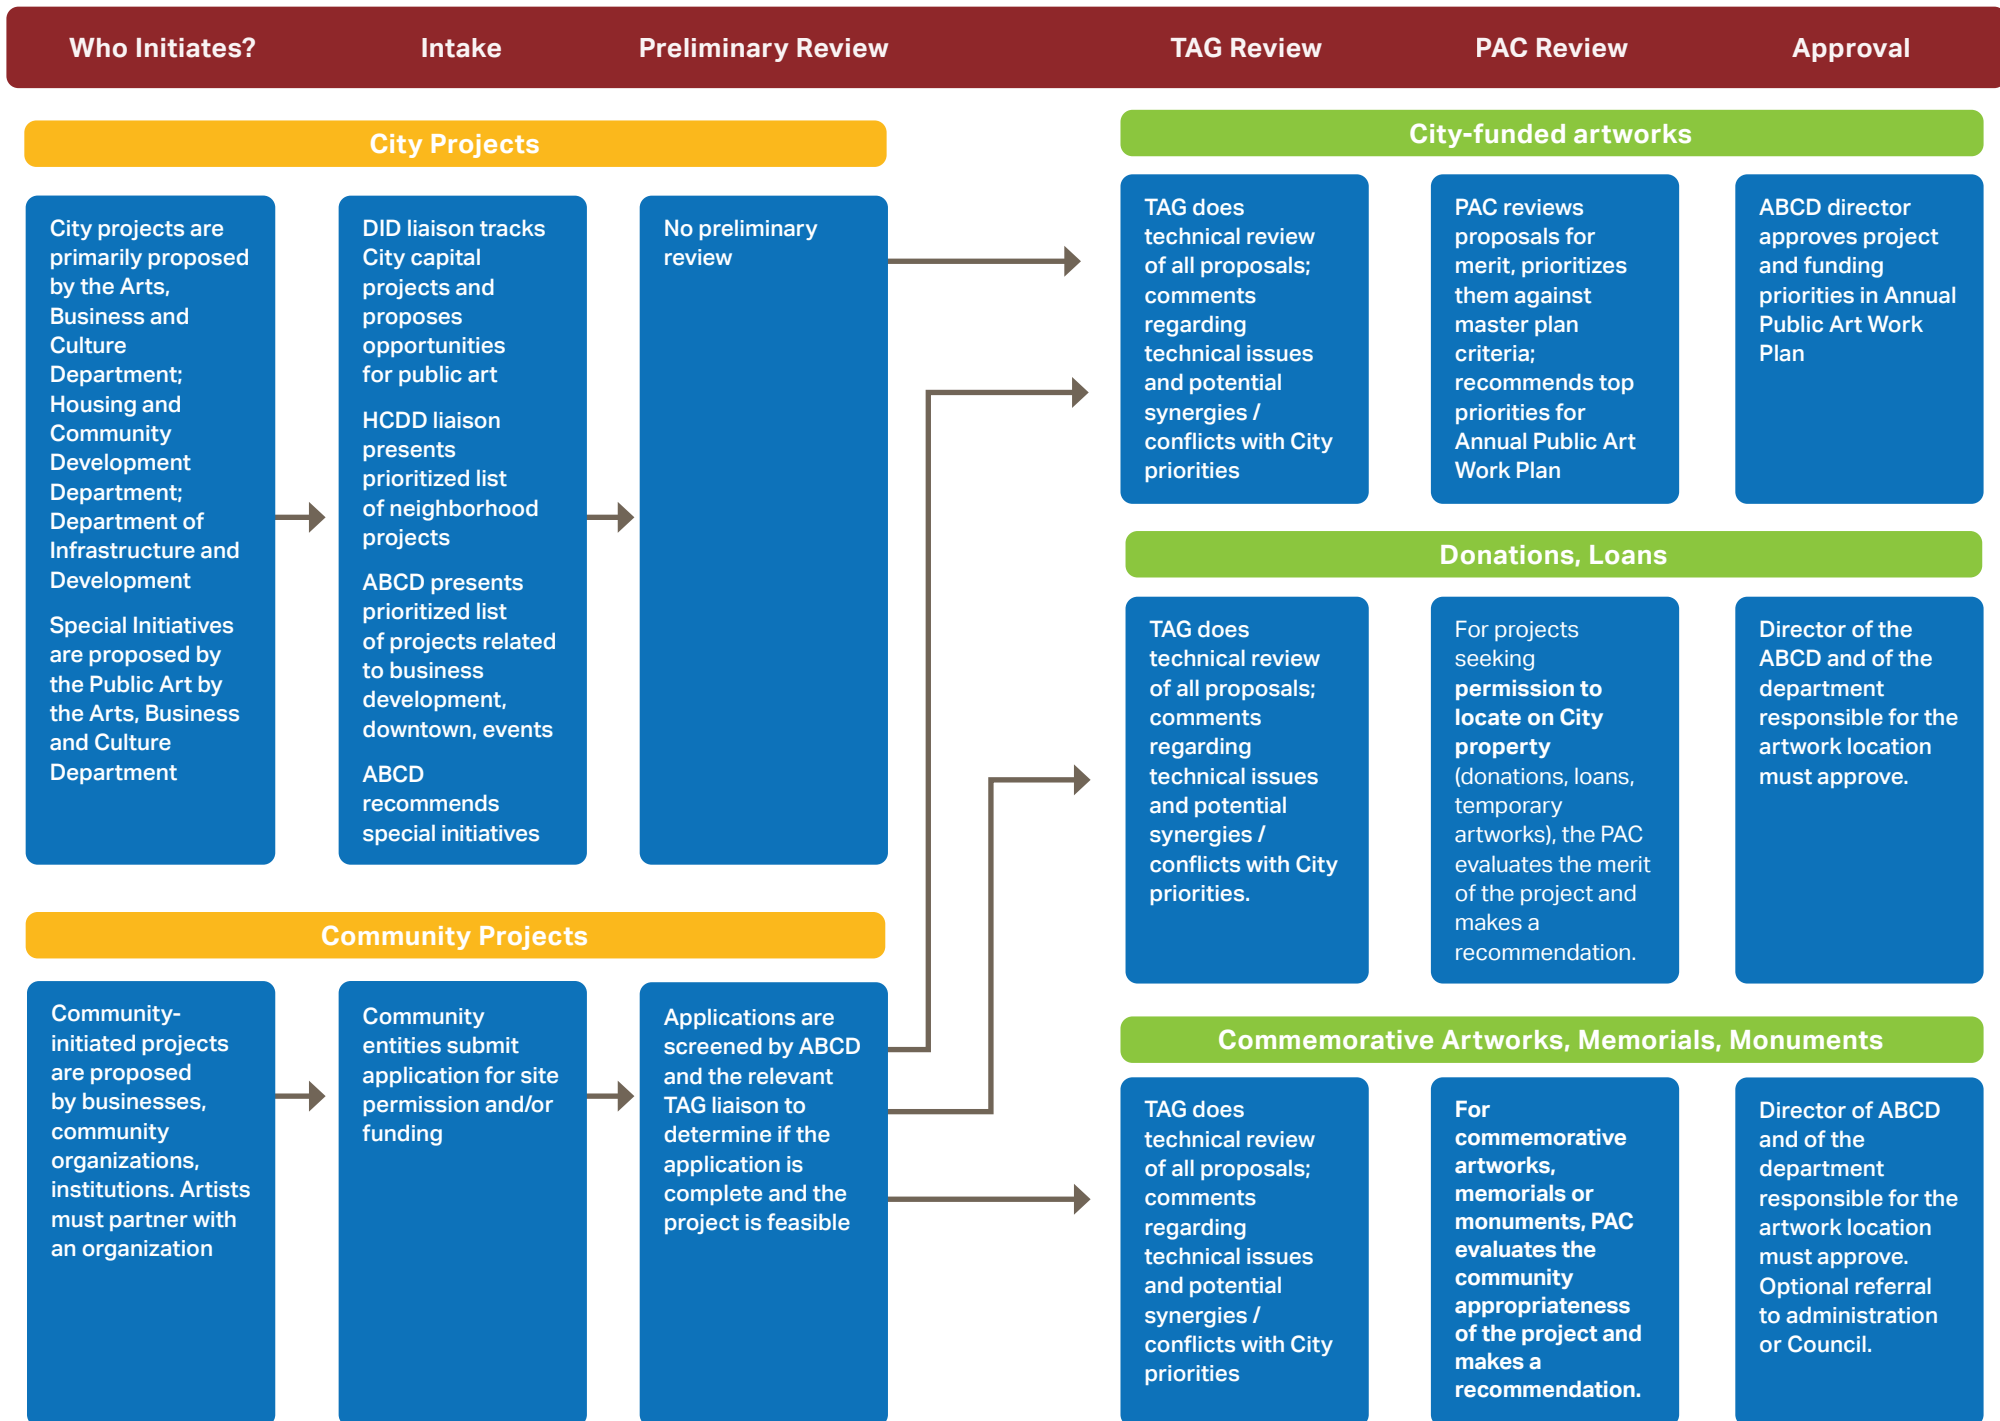 Who Initiates?
Intake
Preliminary Review
TAG Review
PAC Review
Approval
City Projects
City projects are
primarily proposed
by the Arts,
Business and
Culture
Department;
Housing and
Community
Development
Department;
Department of
Infrastructure and
Development
Special Initiatives
are proposed by
the Public Art by
the Arts, Business
and Culture
Department
DID liaison tracks
City capital
projects and
proposes
opportunities
for public art
HCDD liaison
presents
prioritized list
of neighborhood
projects
ABCD presents
prioritized list
of projects related
to business
development,
downtown, events
ABCD
recommends
special initiatives
No preliminary
review
Community Projects
Community-
initiated projects
are proposed
by businesses,
community
organizations,
institutions. Artists
must partner with
an organization
Community
entities submit
application for site
permission and/or
funding
Applications are
screened by ABCD
and the relevant
TAG liaison to
determine if the
application is
complete and the
project is feasible
City-funded artworks
TAG does
technical review
of all proposals;
comments
regarding
technical issues
and potential
synergies /
conflicts with City
priorities
PAC reviews
proposals for
merit, prioritizes
them against
master plan
criteria;
recommends top
priorities for
Annual Public Art
Work Plan
ABCD director
approves project
and funding
priorities in Annual
Public Art Work
Plan
Donations, Loans
TAG does
technical review
of all proposals;
comments
regarding
technical issues
and potential
synergies /
conflicts with City
priorities.
For projects
seeking
permission to
locate on City
property
(donations, loans,
temporary
artworks), the PAC
evaluates the merit
of the project and
makes a
recommendation.
Director of the
ABCD and of the
department
responsible for the
artwork location
must approve.
Commemorative Artworks, Memorials, Monuments
TAG does
technical review
of all proposals;
comments
regarding
technical issues
and potential
synergies /
conflicts with City
priorities
For
commemorative
artworks,
memorials or
monuments, PAC
evaluates the
community
appropriateness
of the project and
makes a
recommendation.
Director of ABCD
and of the
department
responsible for the
artwork location
must approve.
Optional referral
to administration
or Council.